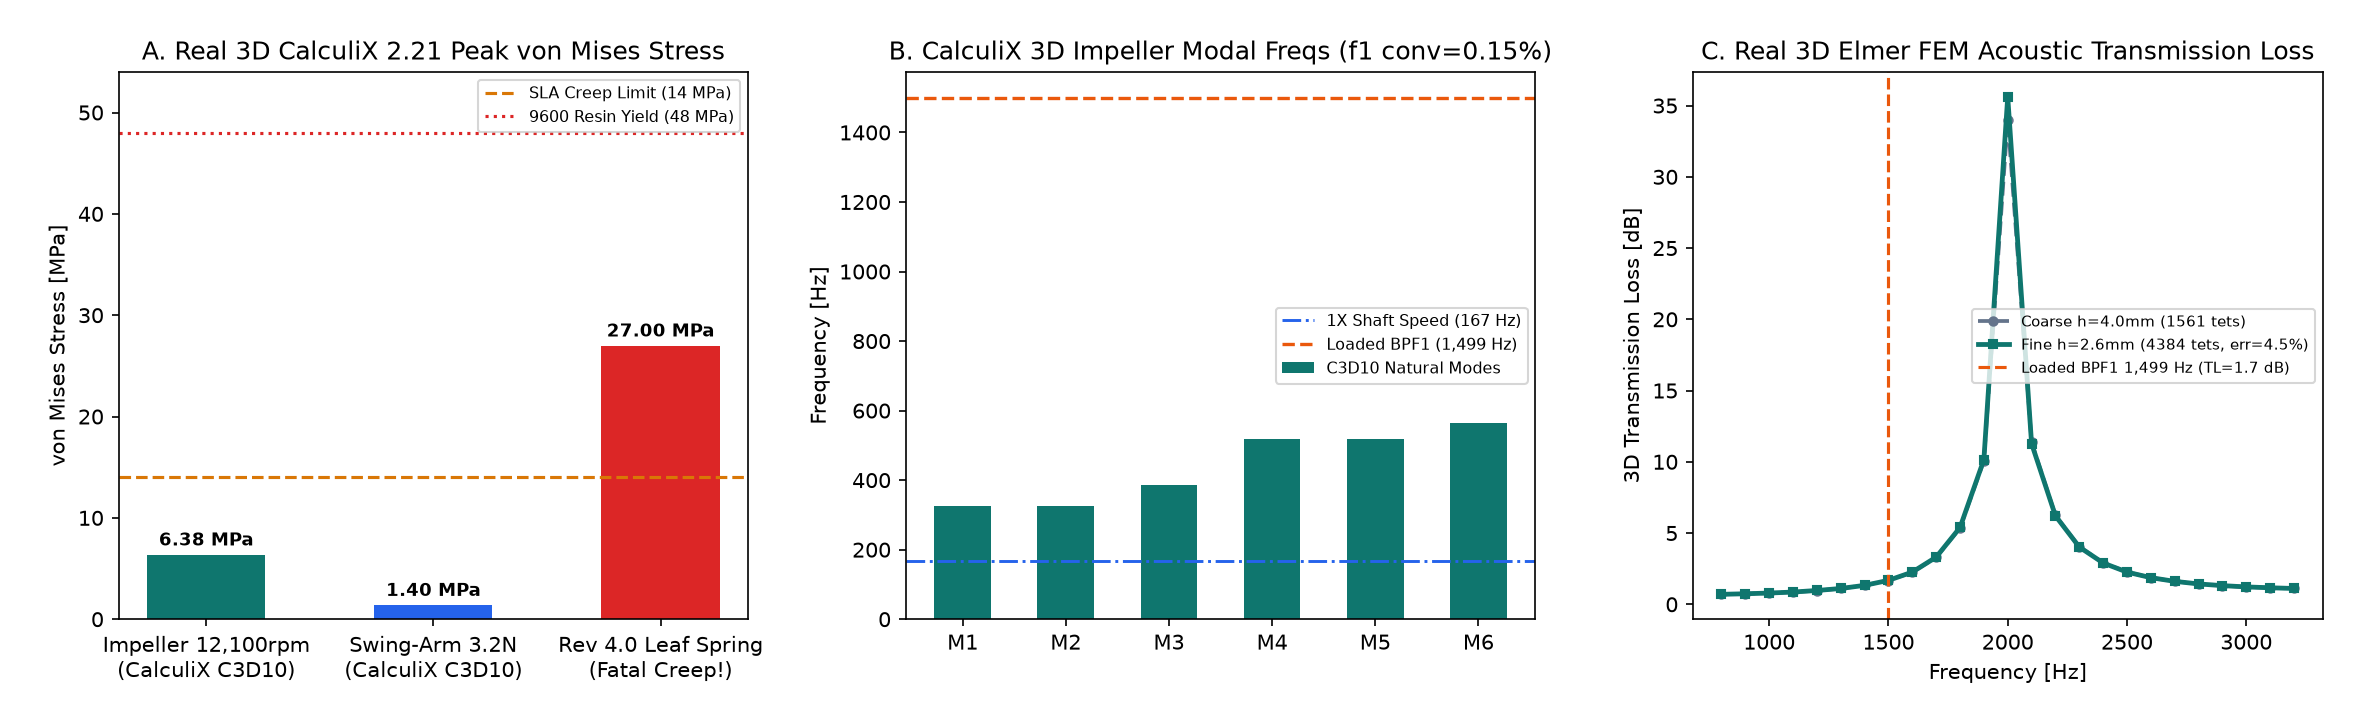 A. Real 3D CalculiX 2.21 Peak von Mises Stress
SLA Creep Limit (14 MPa)
9600 Resin Yield (48 MPa)
von Mises Stress [MPa]
50
40
30
20
10
0
6.38 MPa
1.40 MPa
27.00 MPa
Impeller 12,100rpm
(CalculiX C3D10)
Swing-Arm 3.2N
(CalculiX C3D10)
Rev 4.0 Leaf Spring
(Fatal Creep!)
B. CalculiX 3D Impeller Modal Freqs (f1 conv=0.15%)
Frequency [Hz]
1400
1200
1000
800
600
400
200
0
1X Shaft Speed (167 Hz)
Loaded BPF1 (1,499 Hz)
C3D10 Natural Modes
M1
M2
M3
M4
M5
M6
C. Real 3D Elmer FEM Acoustic Transmission Loss
3D Transmission Loss [dB]
35
30
25
20
15
10
5
0
Coarse h=4.0mm (1561 tets)
Fine h=2.6mm (4384 tets, err=4.5%)
Loaded BPF1 1,499 Hz (TL=1.7 dB)
1000
1500
2000
2500
3000
Frequency [Hz]